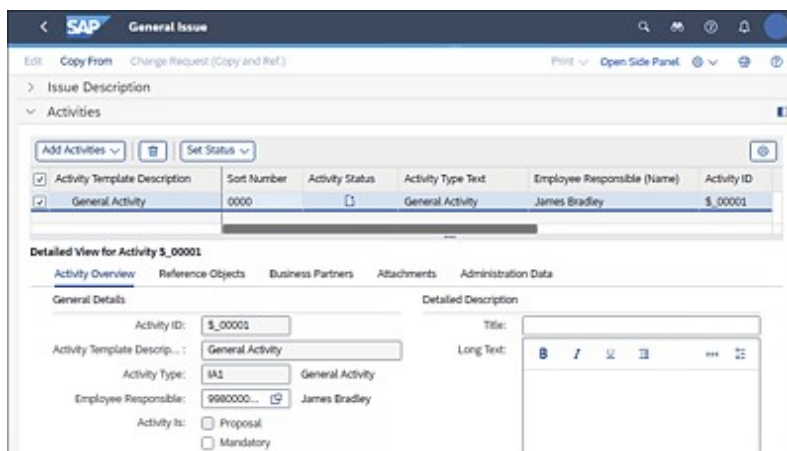 SAP General Issue
Edit Copy From Change Request (Copy and Ref.) Print Open Side Panel
Issue Description
Activities
Add Activities Set Status
Activity Template Description Sort Number Activity Status Activity Type Text Employee Responsible (Name) Activity ID
General Activity 0000 General Activity James Bradley $_00001
Detailed View for Activity $_00001
Activity Overview Reference Objects Business Partners Attachments Administration Data
General Details Detailed Description
Activity ID: $_00001 Title:
Activity Template Descrip... : General Activity Long Text: B I U
Activity Type: IA1 General Activity
Employee Responsible: 9980000... James Bradley
Activity Is: Proposal
Mandatory